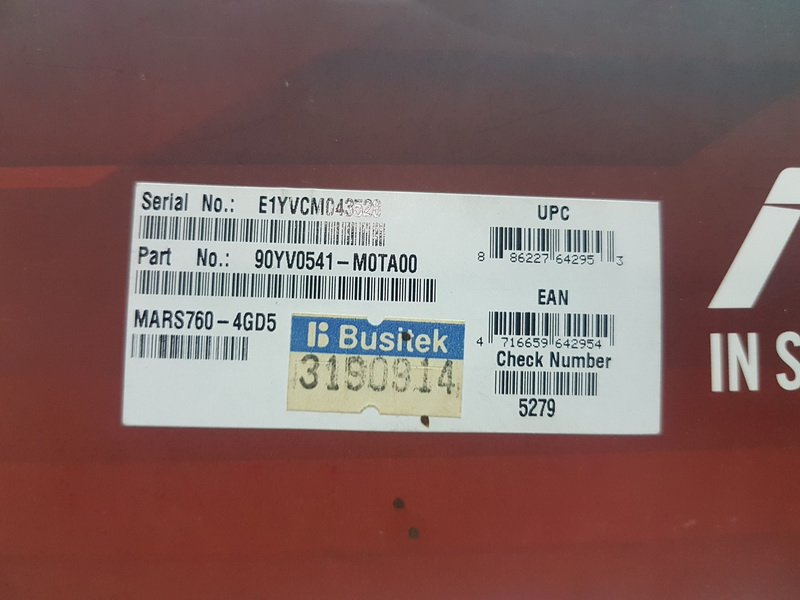 Serial No.: E1YVCM043528
UPC
8 86227 64295 3
Part No.: 90YV0541-M0TA00
EAN
4 716659 642954
MARS760-4GD5
Busitek
3190914
Check Number
5279
IN S